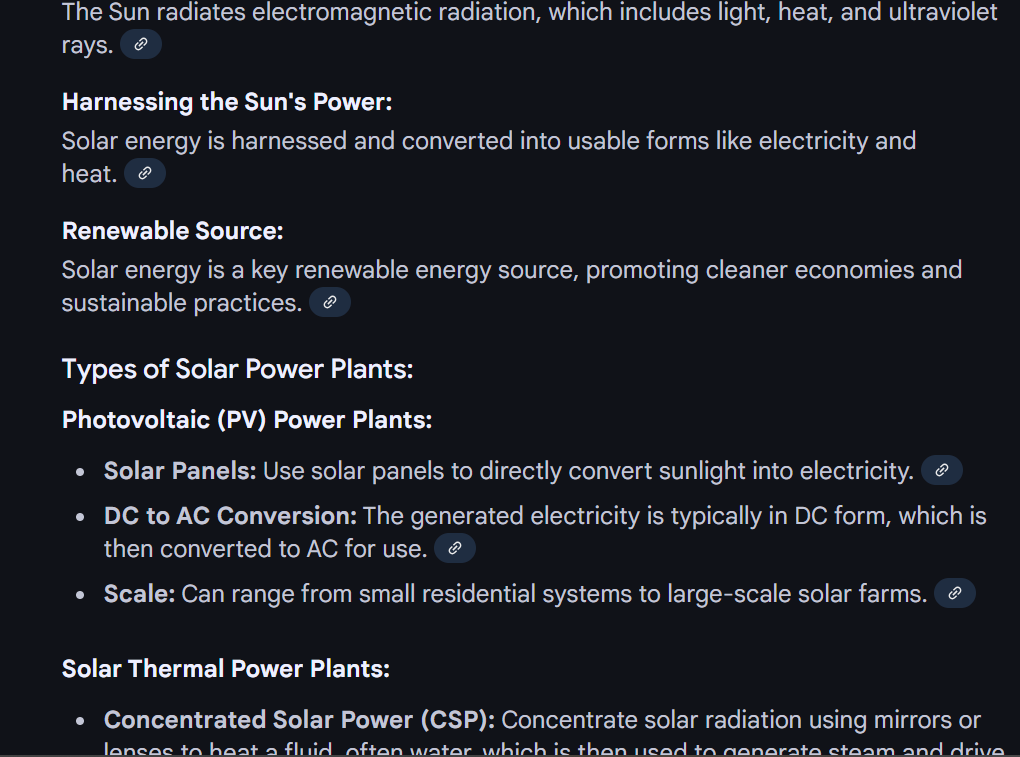 The Sun radiates electromagnetic radiation, which includes light, heat, and ultraviolet
rays.
Harnessing the Sun's Power:
Solar energy is harnessed and converted into usable forms like electricity and
heat.
Renewable Source:
Solar energy is a key renewable energy source, promoting cleaner economies and
sustainable practices.
Types of Solar Power Plants:
Photovoltaic (PV) Power Plants:
• Solar Panels: Use solar panels to directly convert sunlight into electricity.
• DC to AC Conversion: The generated electricity is typically in DC form, which is
then converted to AC for use.
• Scale: Can range from small residential systems to large-scale solar farms.
Solar Thermal Power Plants:
• Concentrated Solar Power (CSP): Concentrate solar radiation using mirrors or
lenses to heat a fluid, often water, which is then used to generate steam and drive